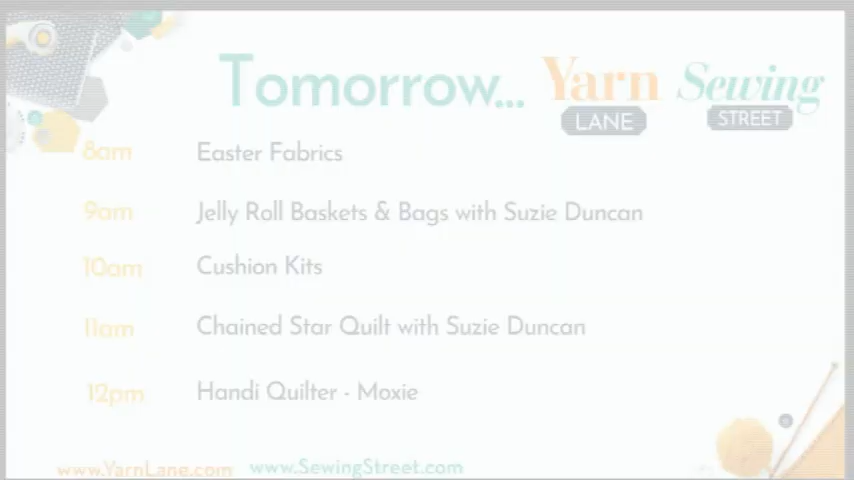 Tomorrow...
Yarn LANE
Sewing STREET
8am Easter Fabrics
9am Jelly Roll Baskets & Bags with Suzie Duncan
10am Cushion Kits
11am Chained Star Quilt with Suzie Duncan
12pm Handi Quilter - Moxie
www.YarnLane.com www.SewingStreet.com